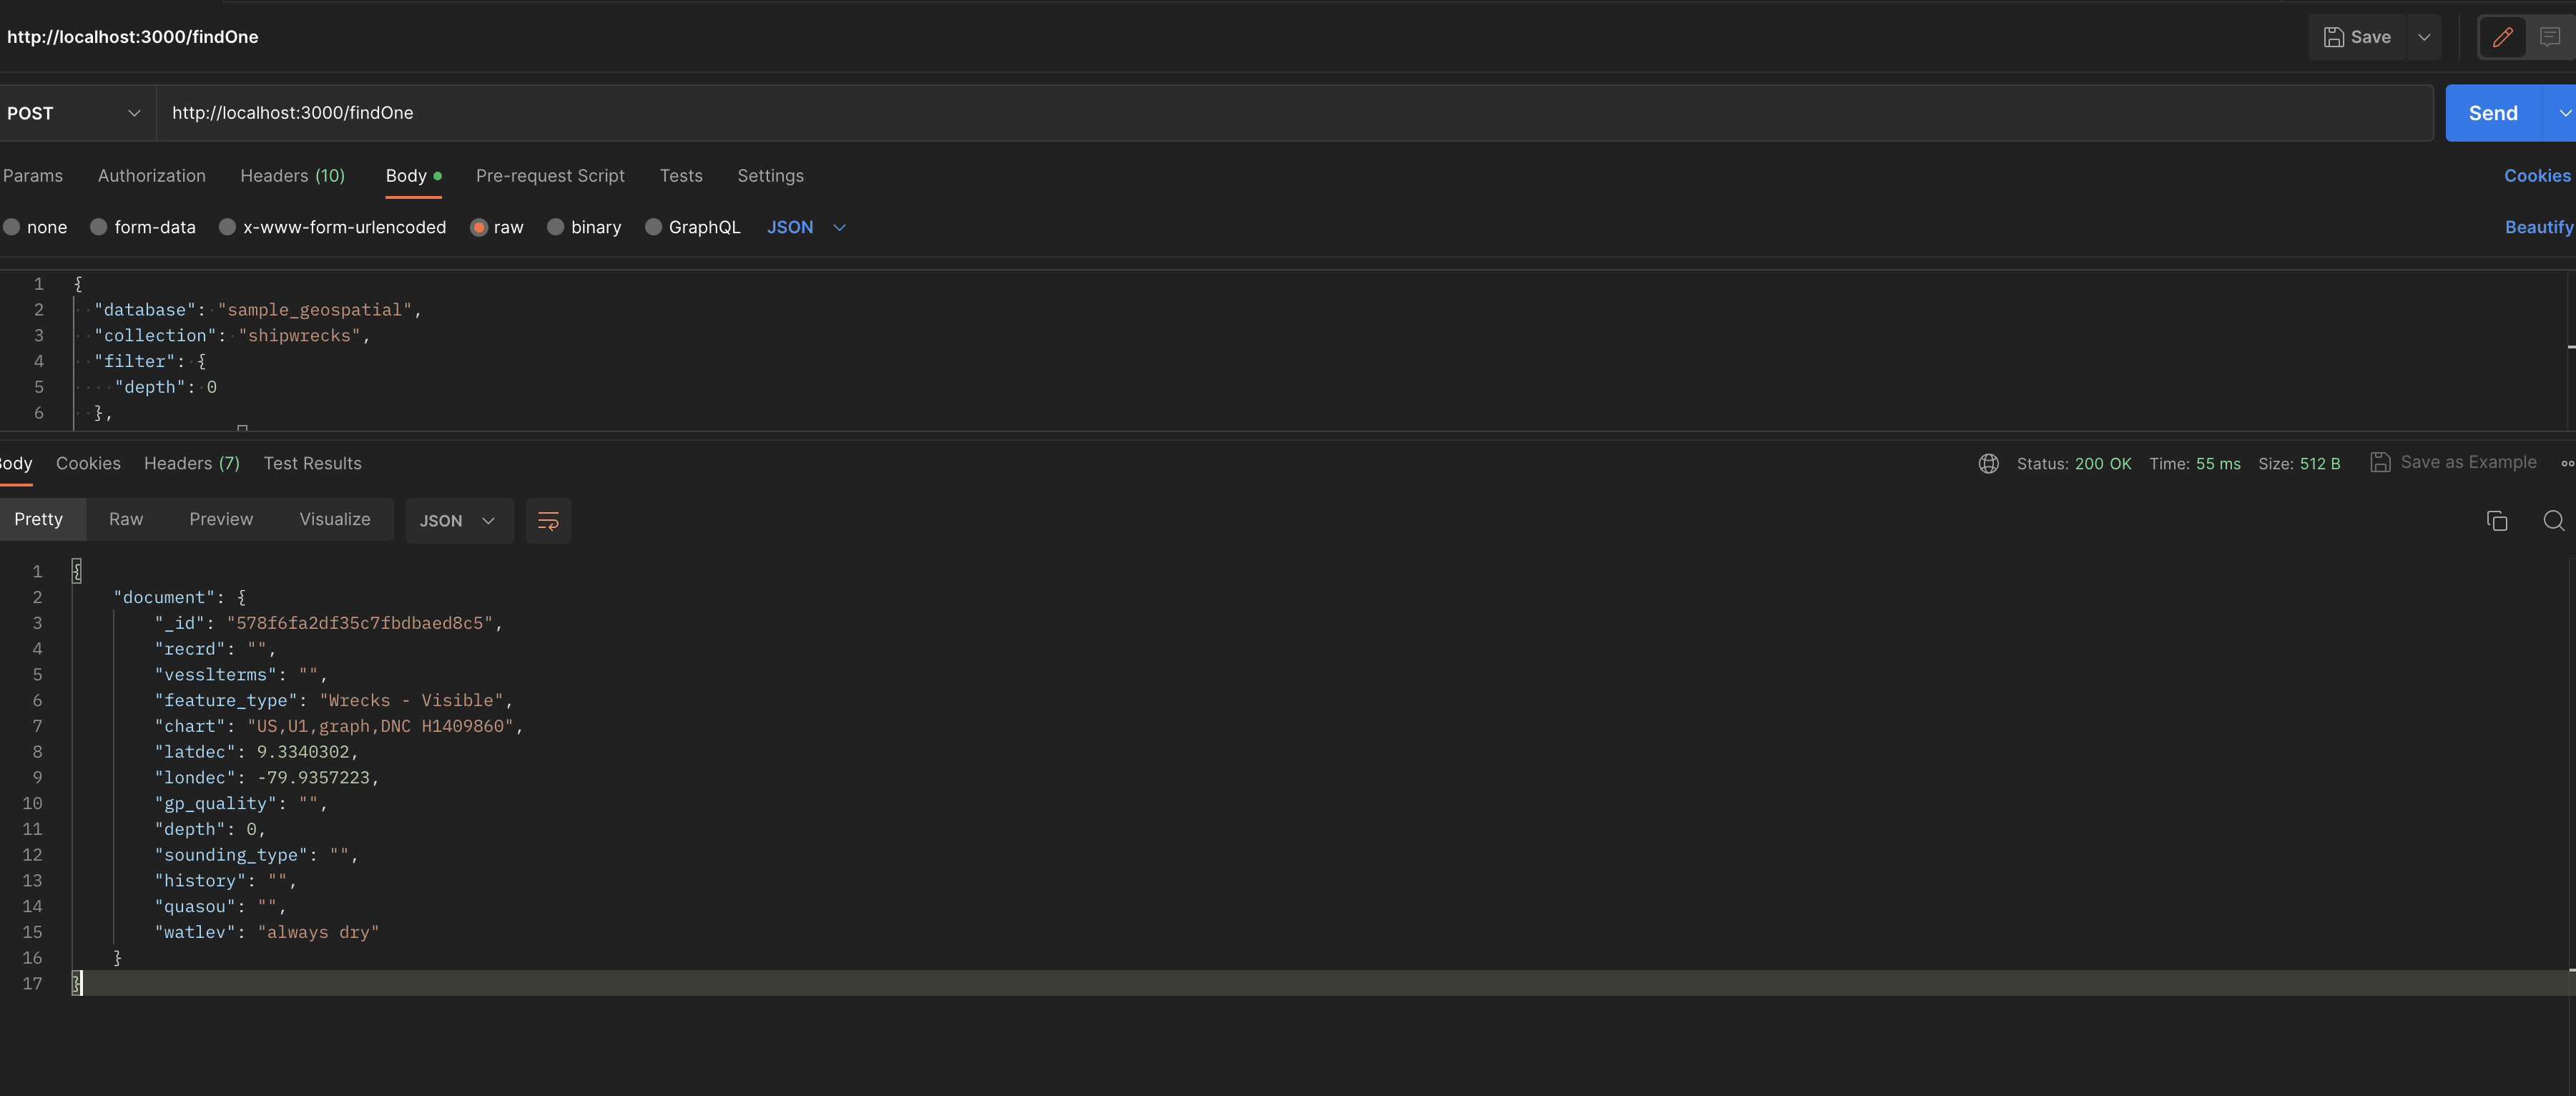 http://localhost:3000/findOne
Save
POST
http://localhost:3000/findOne
Send
Params Authorization Headers (10) Body Pre-request Script Tests Settings
Cookies
none form-data x-www-form-urlencoded raw binary GraphQL JSON
Beautify
1 {
2 "database": "sample_geospatial",
3 "collection": "shipwrecks",
4 "filter": {
5 "depth": 0
6 },
Body Cookies Headers (7) Test Results
Status: 200 OK Time: 55 ms Size: 512 B
Save as Example
Pretty Raw Preview Visualize JSON
1 {
2 "document": {
3 "_id": "578f6fa2df35c7fbdbaed8c5",
4 "recrd": "",
5 "vesslterms": "",
6 "feature_type": "Wrecks - Visible",
7 "chart": "US,U1,graph,DNC H1409860",
8 "latdec": 9.3340302,
9 "londec": -79.9357223,
10 "gp_quality": "",
11 "depth": 0,
12 "sounding_type": "",
13 "history": "",
14 "quasou": "",
15 "watlev": "always dry"
16 }
17 }